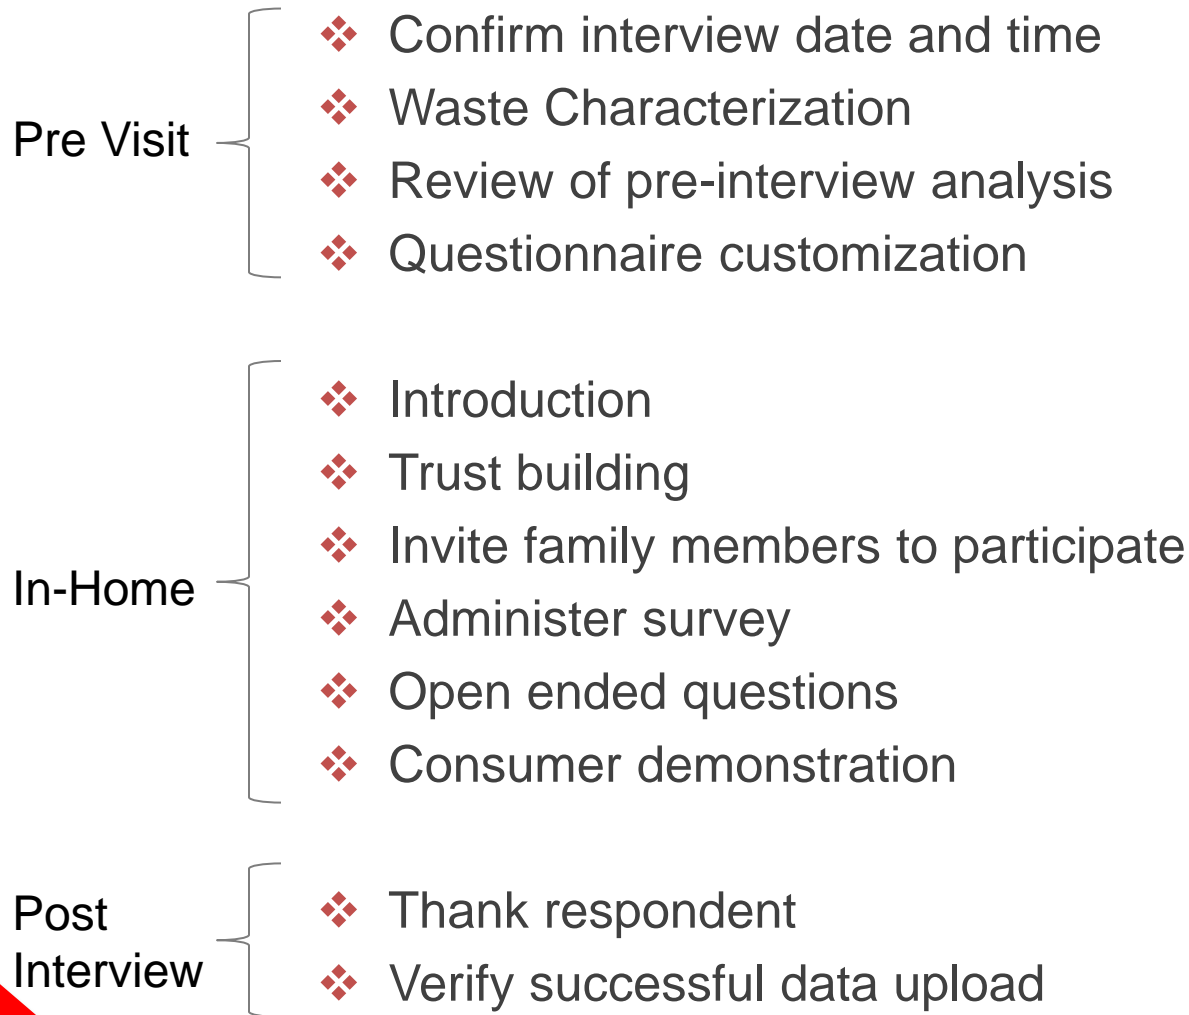 Pre Visit
Confirm interview date and time
Waste Characterization
Review of pre-interview analysis
Questionnaire customization
In-Home
Introduction
Trust building
Invite family members to participate
Administer survey
Open ended questions
Consumer demonstration
Post
Interview
Thank respondent
Verify successful data upload